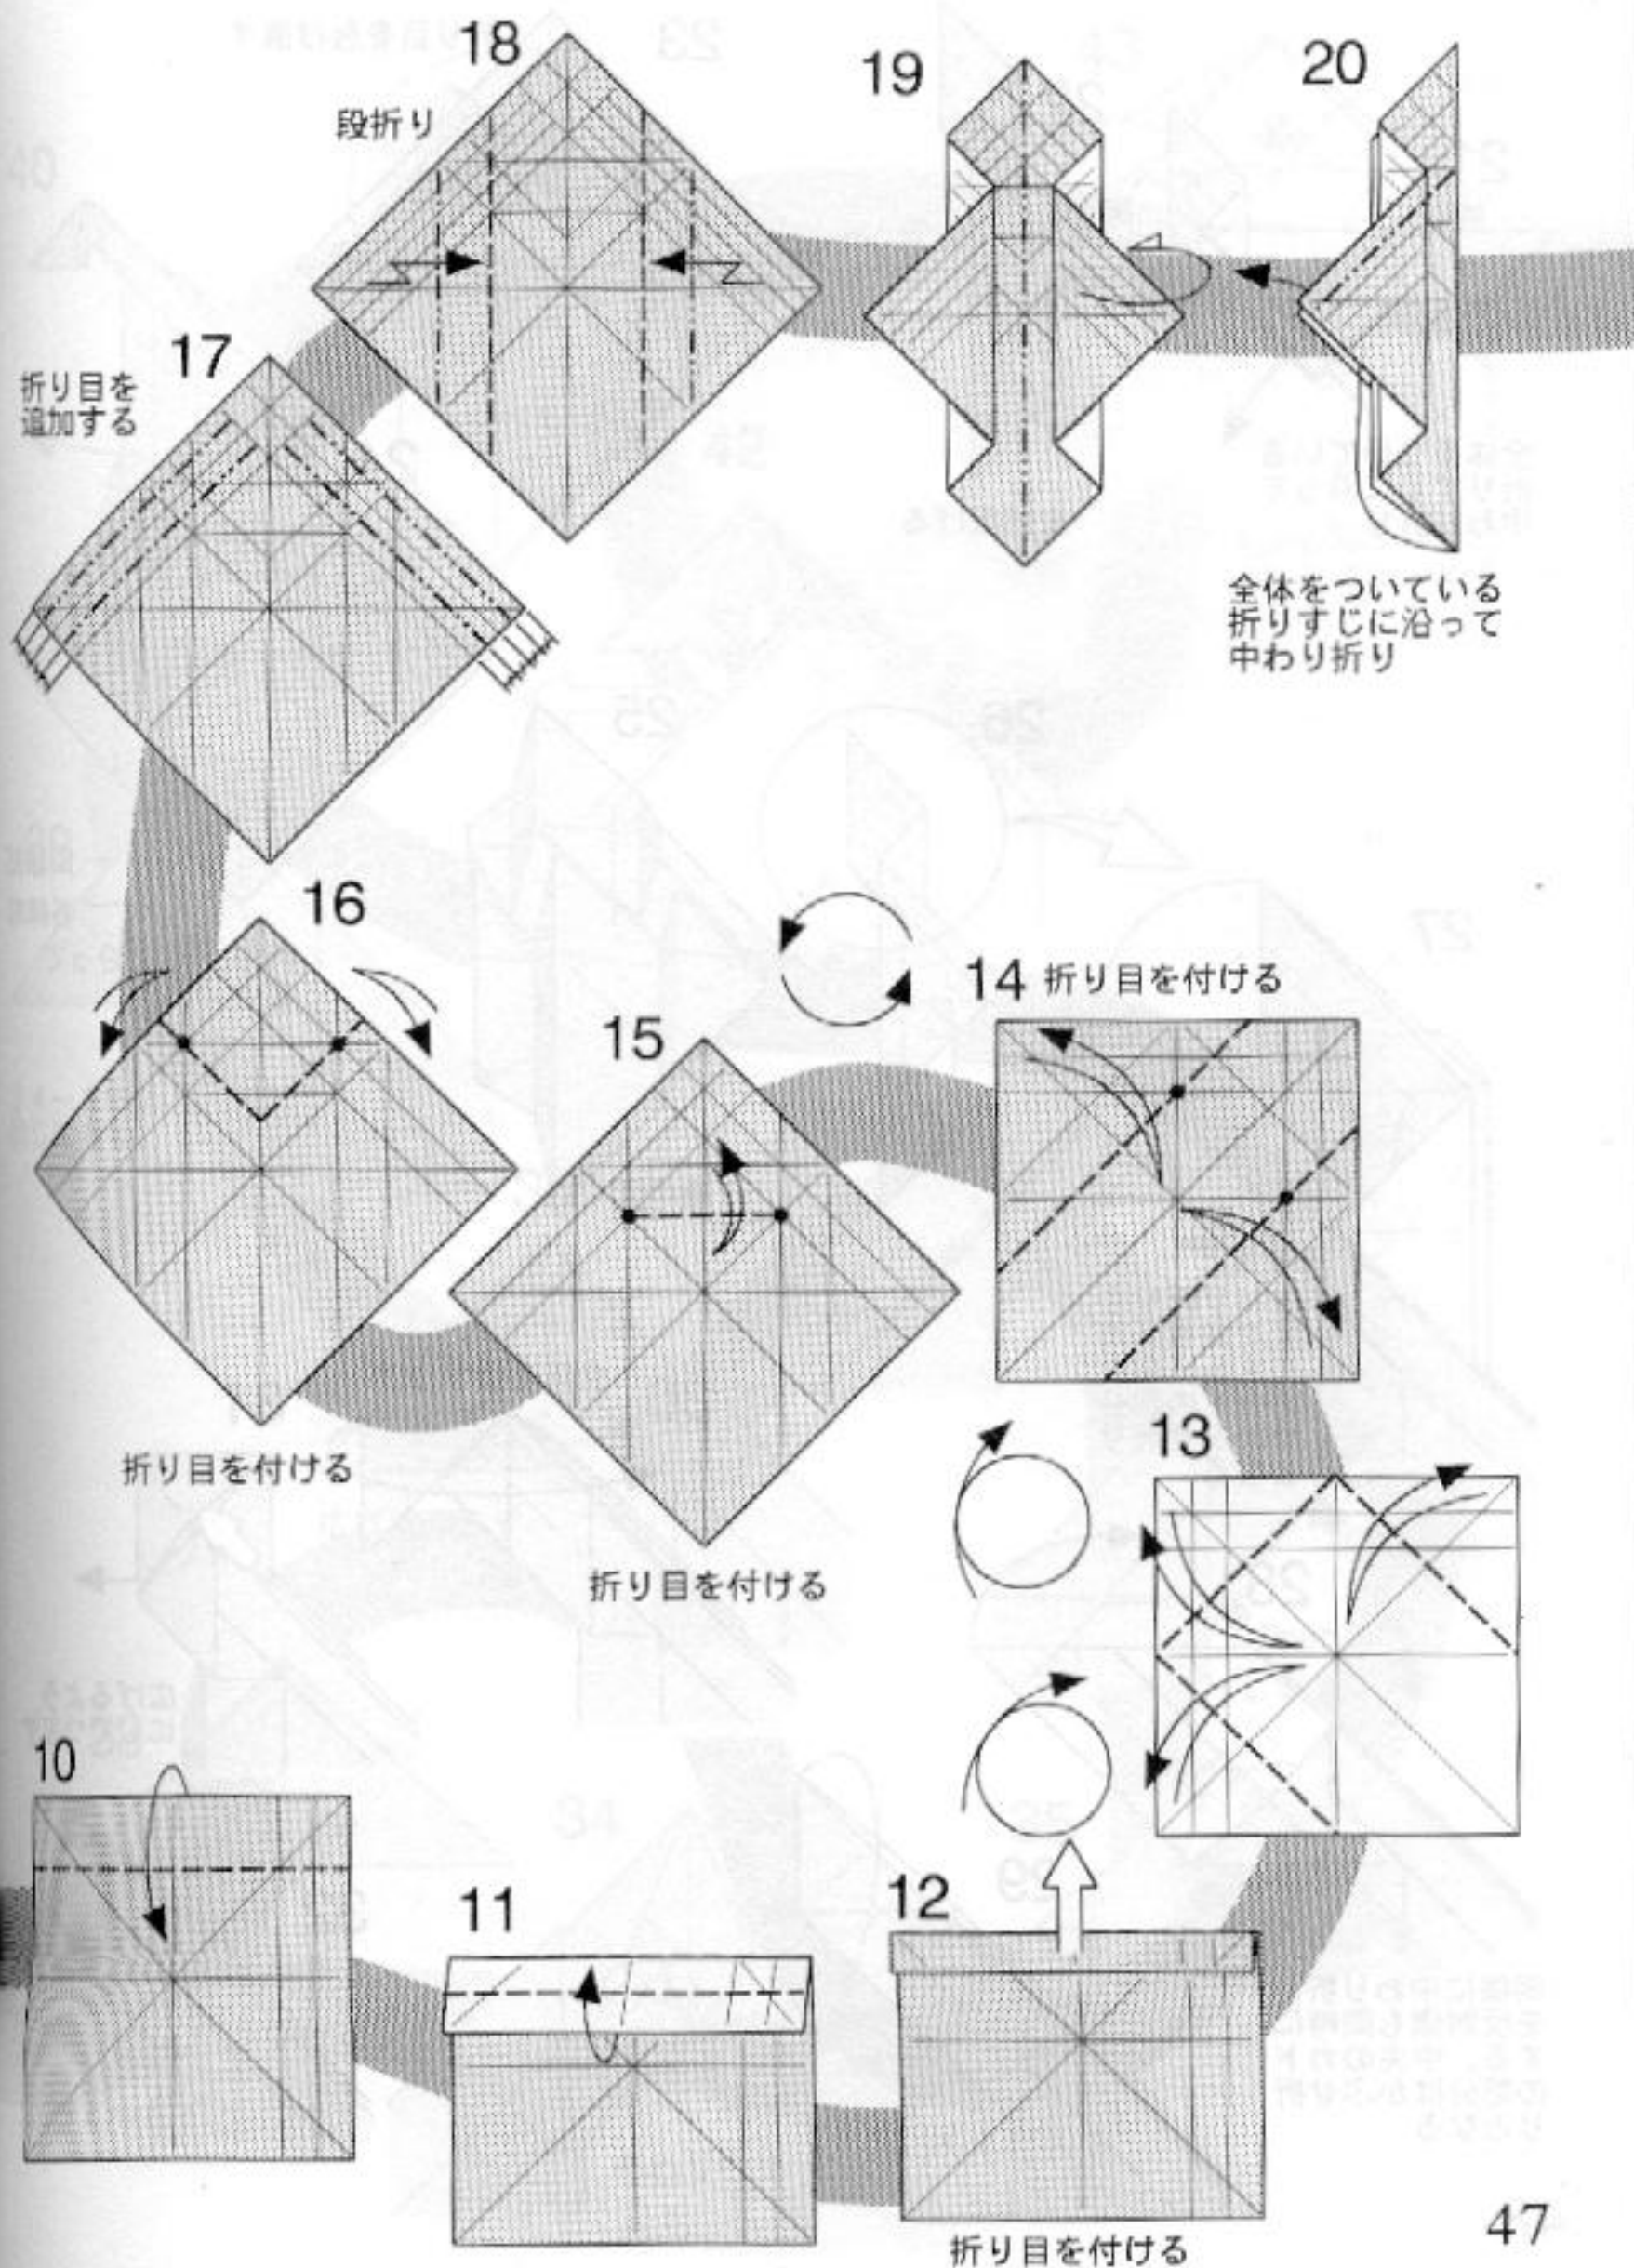 18
段折り
19
20
17
折り目を
追加する
全体をついている
折りすじに沿って
中わり折り
16
14 折り目を付ける
15
折り目を付ける
13
折り目を付ける
10
11
12
折り目を付ける
47